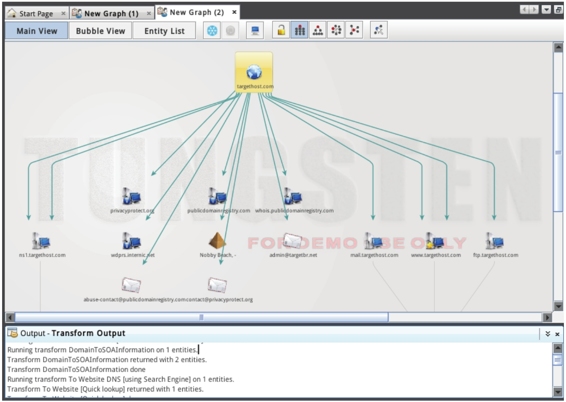 Start Page
New Graph (1)
New Graph (2)
Main View
Bubble View
Entity List
targethost.com
TUNGSTEN
privacyprotect.org
publicdomainregistry.com
whois.publicdomainregistry.com
FOR DEMO USE ONLY
ns1.targethost.com
wdprs.internic.net
Nobby Beach, -
admin@targetbr.net
mail.targethost.com
www.targethost.com
ftp.targethost.com
abuse-contact@publicdomainregistry.com
contact@privacyprotect.org
Output - Transform Output
Running transform DomainToSOAInformation on 1 entities.
Transform DomainToSOAInformation returned with 2 entities.
Transform DomainToSOAInformation done
Running transform To Website DNS [using Search Engine] on 1 entities.
Transform To Website [Quick lookup] returned with 1 entities.